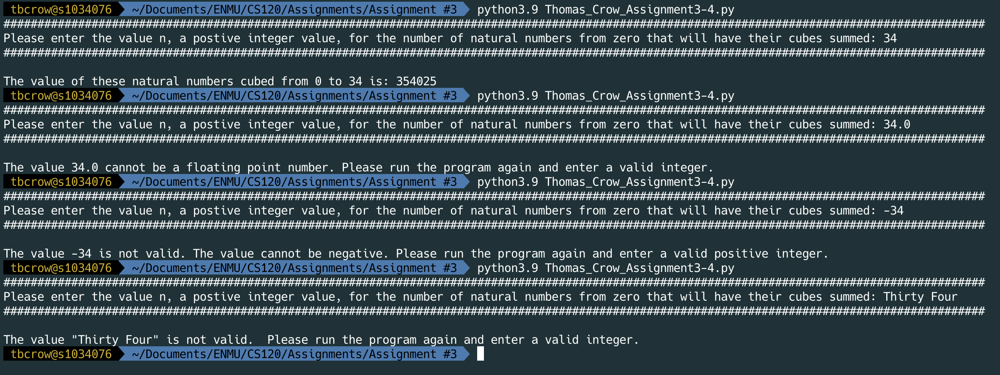 tbcrow@s1034076 ~/Documents/ENMU/CS120/Assignments/Assignment #3 python3.9 Thomas_Crow_Assignment3-4.py
#################################################################################################################################################
Please enter the value n, a postive integer value, for the number of natural numbers from zero that will have their cubes summed: 34
#################################################################################################################################################
The value of these natural numbers cubed from 0 to 34 is: 354025
tbcrow@s1034076 ~/Documents/ENMU/CS120/Assignments/Assignment #3 python3.9 Thomas_Crow_Assignment3-4.py
#################################################################################################################################################
Please enter the value n, a postive integer value, for the number of natural numbers from zero that will have their cubes summed: 34.0
#################################################################################################################################################
The value 34.0 cannot be a floating point number. Please run the program again and enter a valid integer.
tbcrow@s1034076 ~/Documents/ENMU/CS120/Assignments/Assignment #3 python3.9 Thomas_Crow_Assignment3-4.py
#################################################################################################################################################
Please enter the value n, a postive integer value, for the number of natural numbers from zero that will have their cubes summed: -34
#################################################################################################################################################
The value -34 is not valid. The value cannot be negative. Please run the program again and enter a valid positive integer.
tbcrow@s1034076 ~/Documents/ENMU/CS120/Assignments/Assignment #3 python3.9 Thomas_Crow_Assignment3-4.py
#################################################################################################################################################
Please enter the value n, a postive integer value, for the number of natural numbers from zero that will have their cubes summed: Thirty Four
#################################################################################################################################################
The value "Thirty Four" is not valid.  Please run the program again and enter a valid integer.
tbcrow@s1034076 ~/Documents/ENMU/CS120/Assignments/Assignment #3